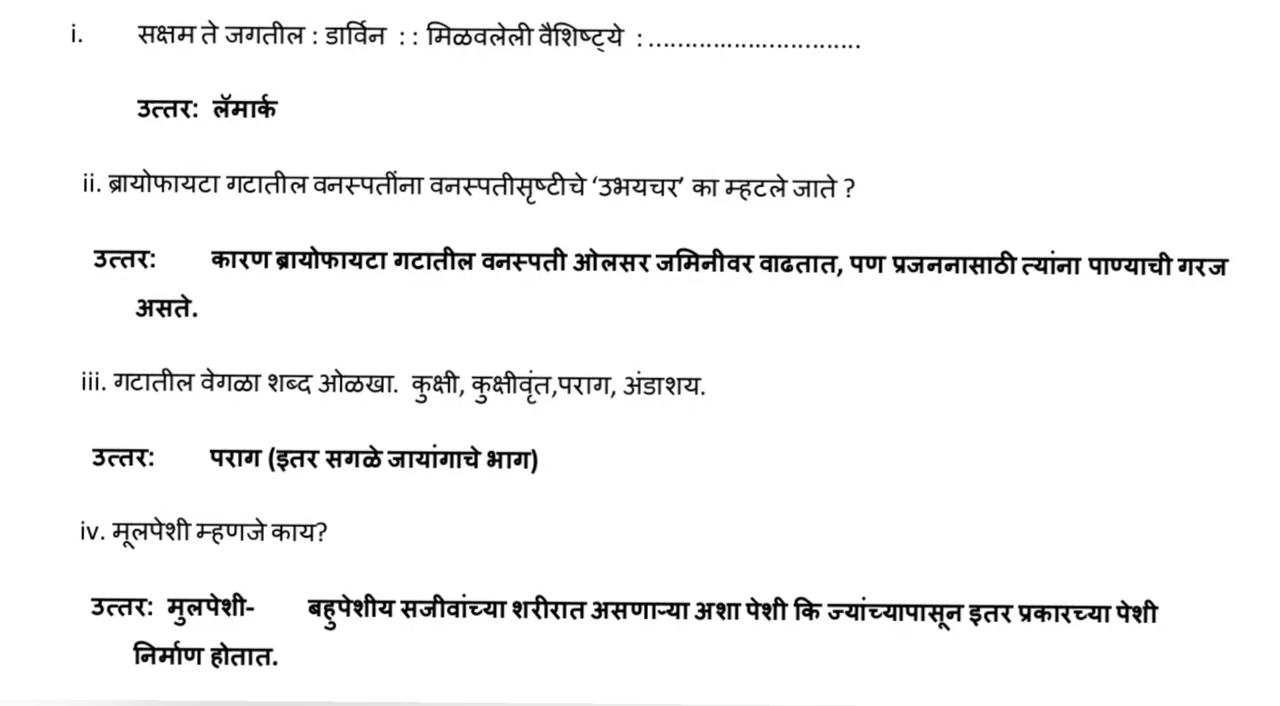 i. सक्षम ते जगतील : डार्विन : : मिळवलेली वैशिष्ट्ये :..............................
उत्तर: लॅमार्क
ii. ब्रायोफायटा गटातील वनस्पतींना वनस्पतीसृष्टीचे ‘उभयचर’ का म्हटले जाते ?
उत्तर: कारण ब्रायोफायटा गटातील वनस्पती ओलसर जमिनीवर वाढतात, पण प्रजननासाठी त्यांना पाण्याची गरज
असते.
iii. गटातील वेगळा शब्द ओळखा. कुक्षी, कुक्षीवृंत,पराग, अंडाशय.
उत्तर: पराग (इतर सगळे जायांगाचे भाग)
iv. मूलपेशी म्हणजे काय?
उत्तर: मुलपेशी- बहुपेशीय सजीवांच्या शरीरात असणाऱ्या अशा पेशी कि ज्यांच्यापासून इतर प्रकारच्या पेशी
निर्माण होतात.